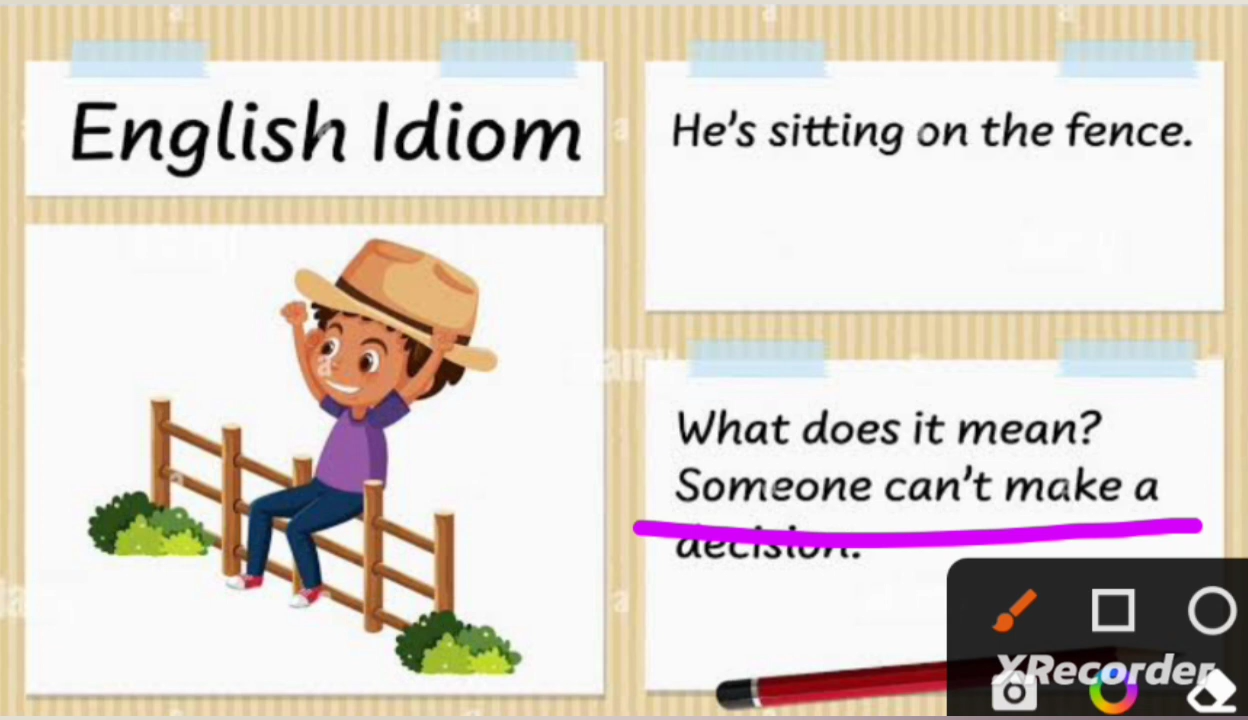 English Idiom
He's sitting on the fence.
What does it mean?
Someone can't make a
decision.
XRecorder